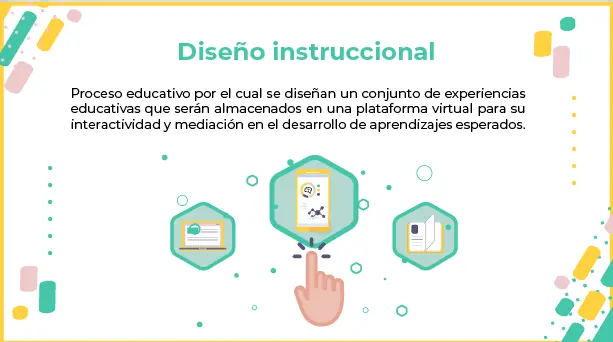 Diseño instruccional
Proceso educativo por el cual se diseñan un conjunto de experiencias
educativas que serán almacenados en una plataforma virtual para su
interactividad y mediación en el desarrollo de aprendizajes esperados.